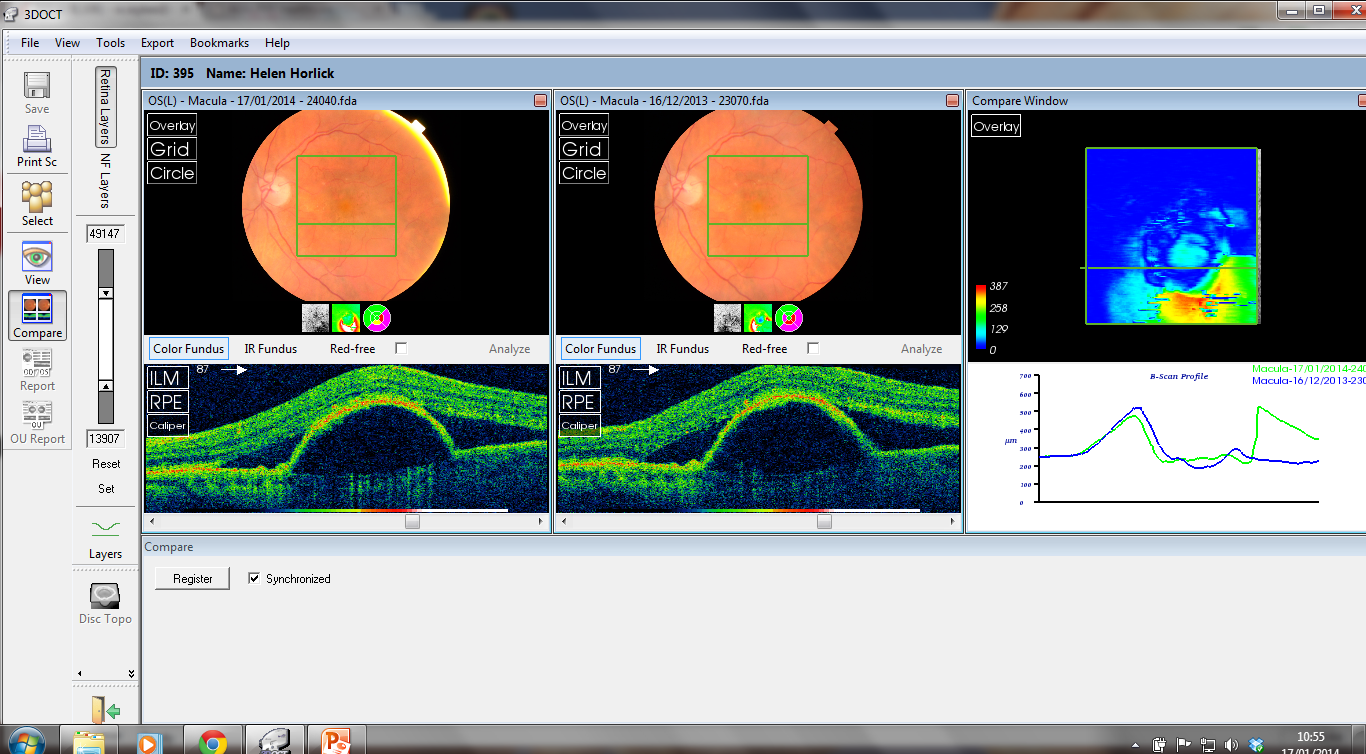 3DOCT
File View Tools Export Bookmarks Help
ID: 395 Name: Helen Horlick
Save
Print Sc
Select
View
Compare
Report
OU Report
Retina Layers
NF Layers
49147
13907
Reset
Set
Layers
Disc Topo
OS(L) - Macula - 17/01/2014 - 24040.fda
Overlay
Grid
Circle
Color Fundus IR Fundus Red-free Analyze
ILM 87
RPE
Caliper
OS(L) - Macula - 16/12/2013 - 23070.fda
Overlay
Grid
Circle
Color Fundus IR Fundus Red-free Analyze
ILM 87
RPE
Caliper
Compare Window
Overlay
387
258
129
0
Macula-17/01/2014-240
B-Scan Profile
Macula-16/12/2013-230
700
600
500
400
µm
300
200
100
0
Compare
Register Synchronized
10:55
17/01/2014